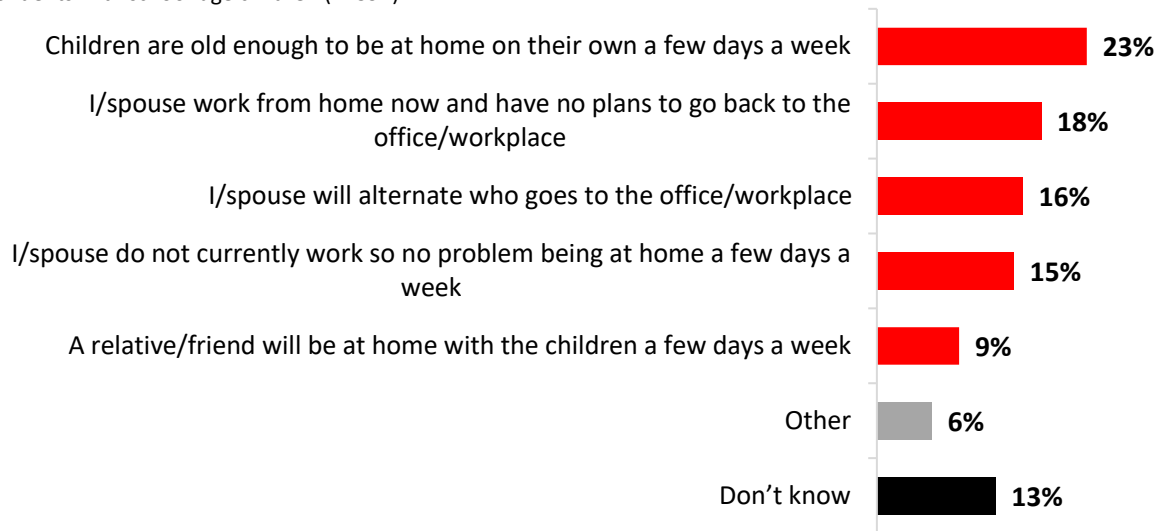 Children are old enough to be at home on their own a few days a week
23%
I/spouse work from home now and have no plans to go back to the
office/workplace
18%
I/spouse will alternate who goes to the office/workplace
16%
I/spouse do not currently work so no problem being at home a few days a
week
15%
A relative/friend will be at home with the children a few days a week
9%
Other
6%
Don't know
13%